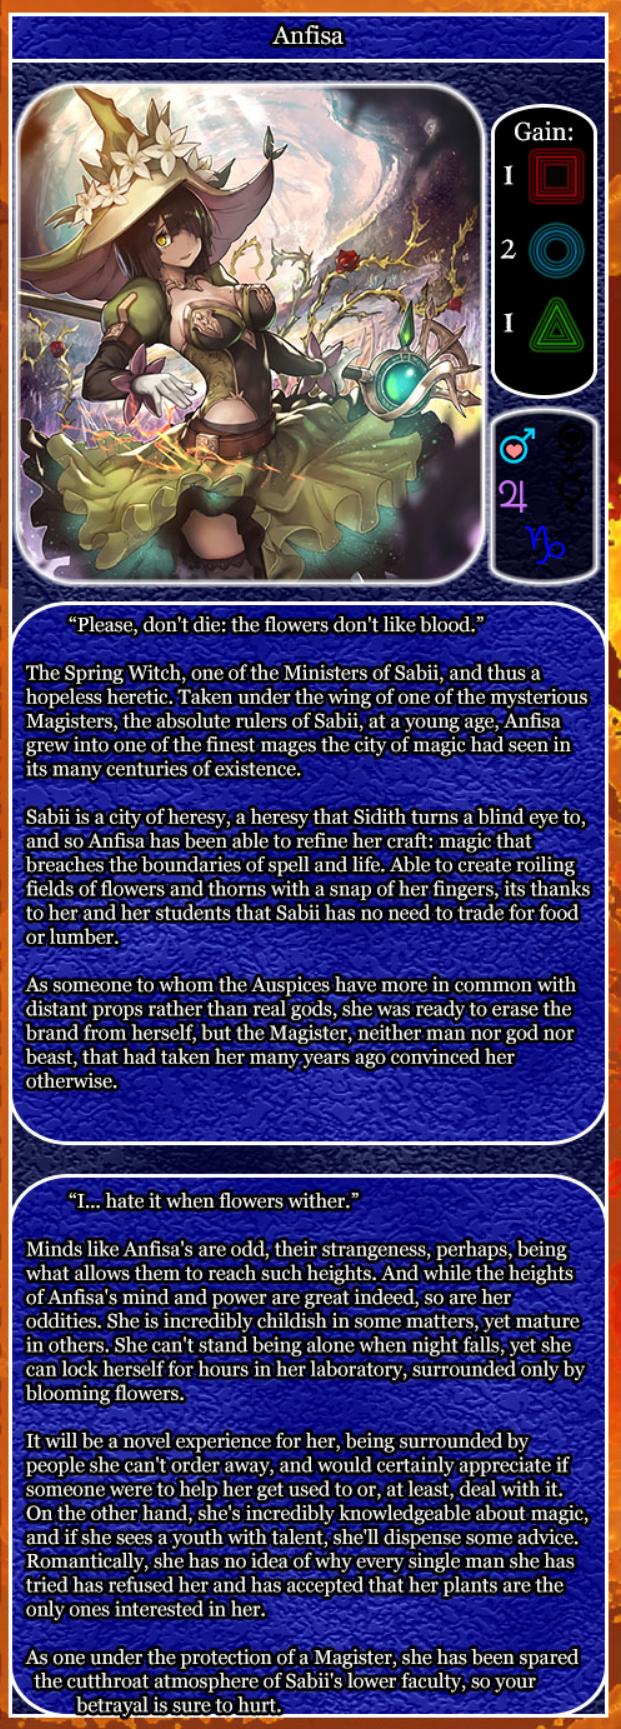 Anfisa
Gain:
1
2
1
“Please, don't die: the flowers don't like blood.”
The Spring Witch, one of the Ministers of Sabii, and thus a
hopeless heretic. Taken under the wing of one of the mysterious
Magisters, the absolute rulers of Sabii, at a young age, Anfisa
grew into one of the finest mages the city of magic had seen in
its many centuries of existence.
Sabii is a city of heresy, a heresy that Sidith turns a blind eye to,
and so Anfisa has been able to refine her craft: magic that
breaches the boundaries of spell and life. Able to create roiling
fields of flowers and thorns with a snap of her fingers, its thanks
to her and her students that Sabii has no need to trade for food
or lumber.
As someone to whom the Auspices have more in common with
distant props rather than real gods, she was ready to erase the
brand from herself, but the Magister, neither man nor god nor
beast, that had taken her many years ago convinced her
otherwise.
“I... hate it when flowers wither.”
Minds like Anfisa's are odd, their strangeness, perhaps, being
what allows them to reach such heights. And while the heights
of Anfisa's mind and power are great indeed, so are her
oddities. She is incredibly childish in some matters, yet mature
in others. She can't stand being alone when night falls, yet she
can lock herself for hours in her laboratory, surrounded only by
blooming flowers.
It will be a novel experience for her, being surrounded by
people she can't order away, and would certainly appreciate if
someone were to help her get used to or, at least, deal with it.
On the other hand, she's incredibly knowledgeable about magic,
and if she sees a youth with talent, she'll dispense some advice.
Romantically, she has no idea of why every single man she has
tried has refused her and has accepted that her plants are the
only ones interested in her.
As one under the protection of a Magister, she has been spared
the cutthroat atmosphere of Sabii's lower faculty, so your
betrayal is sure to hurt.